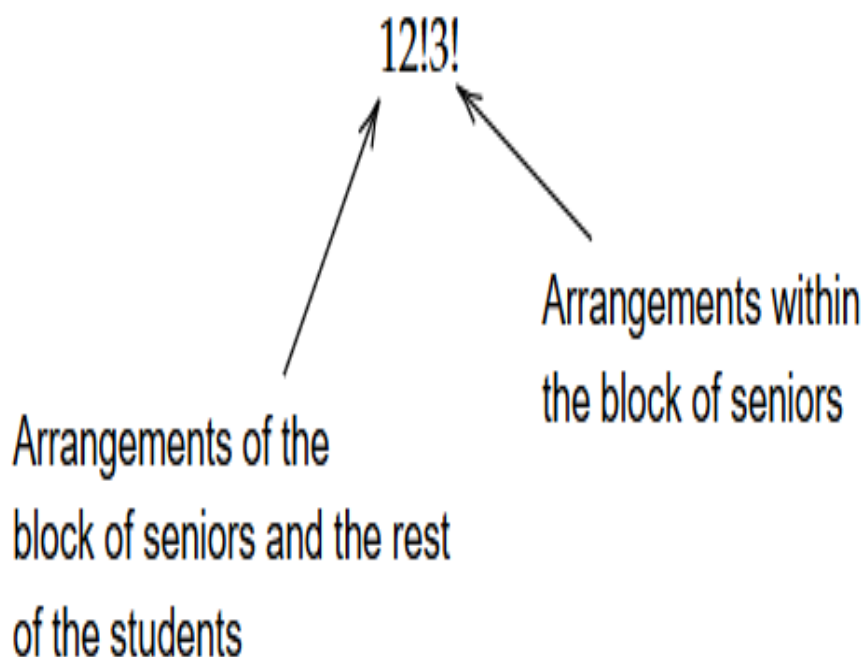 12!3!
Arrangements within
the block of seniors
Arrangements of the
block of seniors and the rest
of the students